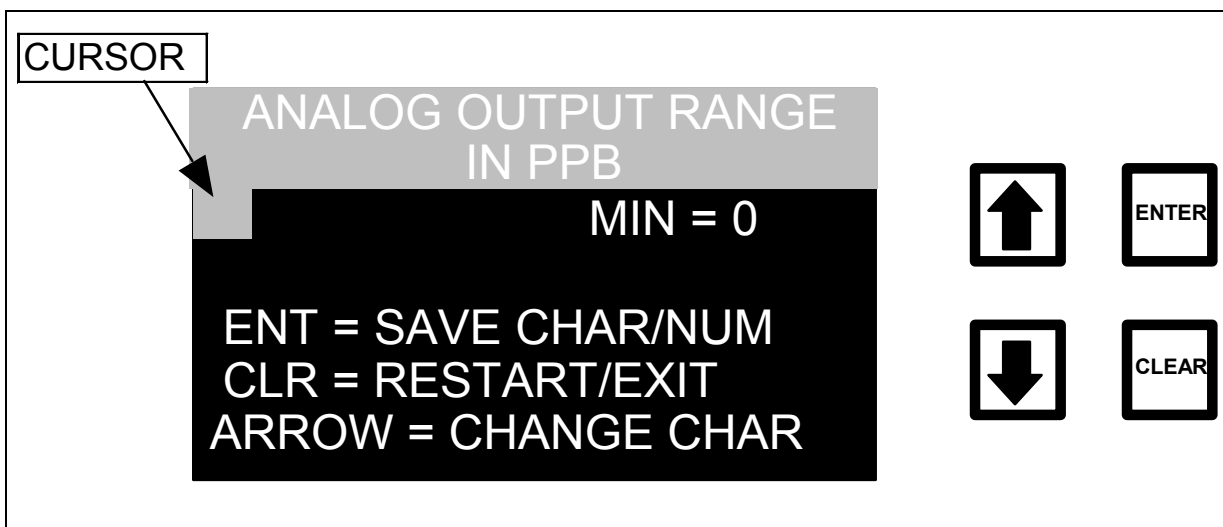 CURSOR
ANALOG OUTPUT RANGE
IN PPB
MIN = 0
ENT = SAVE CHAR/NUM
CLR = RESTART/EXIT
ARROW = CHANGE CHAR
ENTER
CLEAR